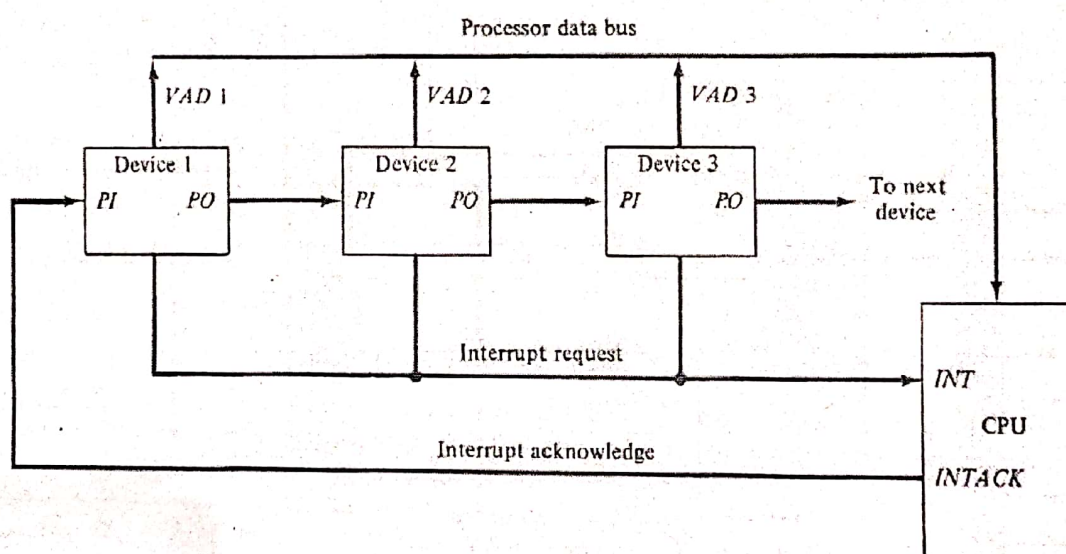 Processor data bus
VAD 1
VAD 2
VAD 3
Device 1
PI
PO
Device 2
PI
PO
Device 3
PI
PO
To next
device
Interrupt request
INT
CPU
Interrupt acknowledge
INTACK